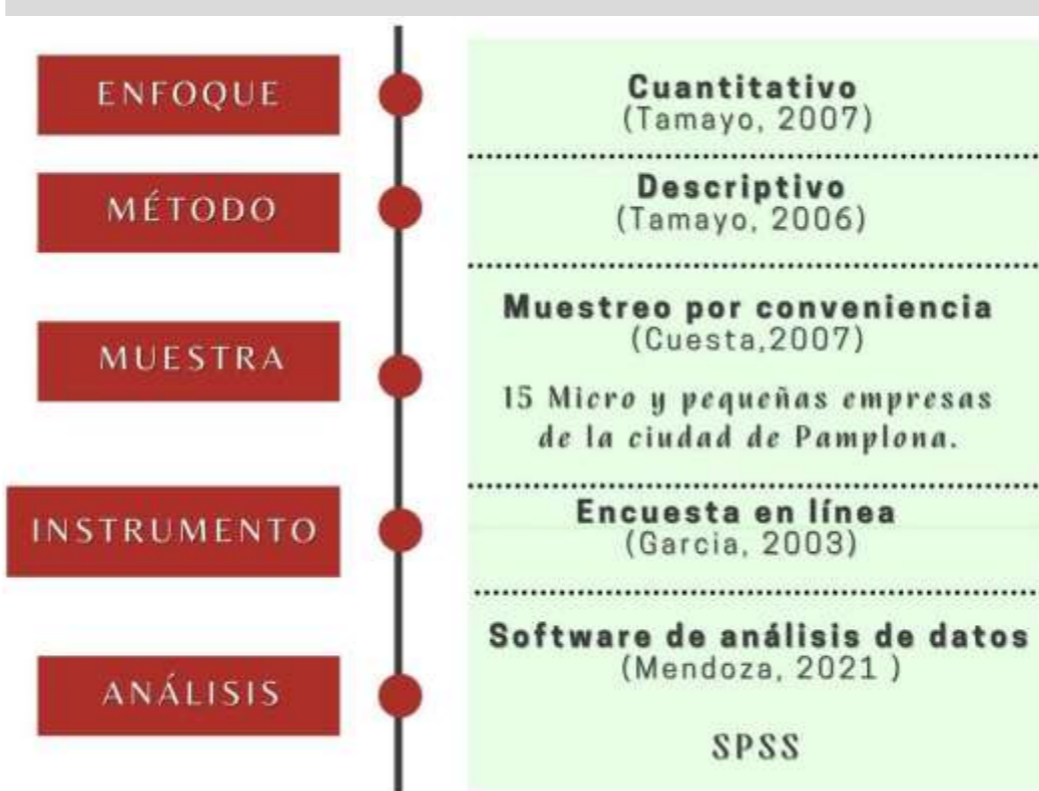 ENFOQUE
Cuantitativo
(Tamayo, 2007)
MÉTODO
Descriptivo
(Tamayo, 2006)
MUESTRA
Muestreo por conveniencia
(Cuesta,2007)
15 Micro y pequeñas empresas
de la ciudad de Pamplona.
INSTRUMENTO
Encuesta en línea
(Garcia, 2003)
ANÁLISIS
Software de análisis de datos
(Mendoza, 2021 )
SPSS